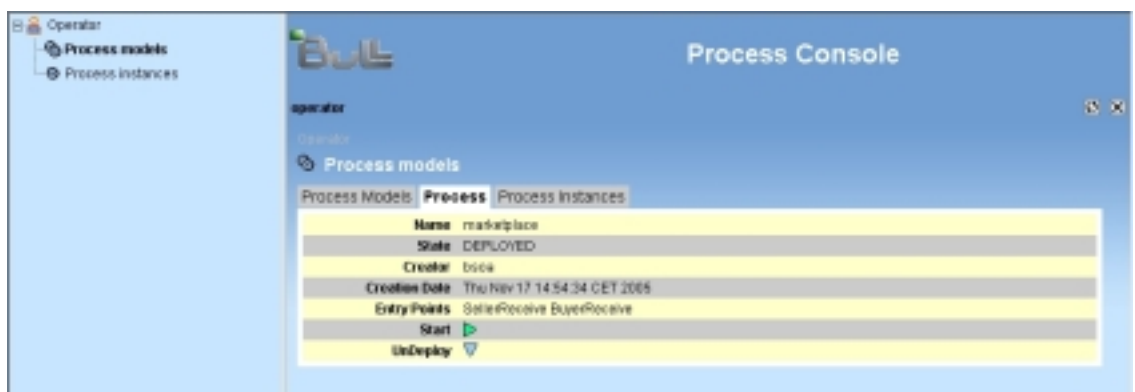 Operator
Process models
Process instances
Bull
Process Console
operator
Operator
Process models
Process Models Process Process Instances
Name marketplace
State DEPLOYED
Creator bsoa
Creation Date Thu Nov 17 14:54:34 CET 2005
Entry Points SellerReceive BuyerReceive
Start
UnDeploy